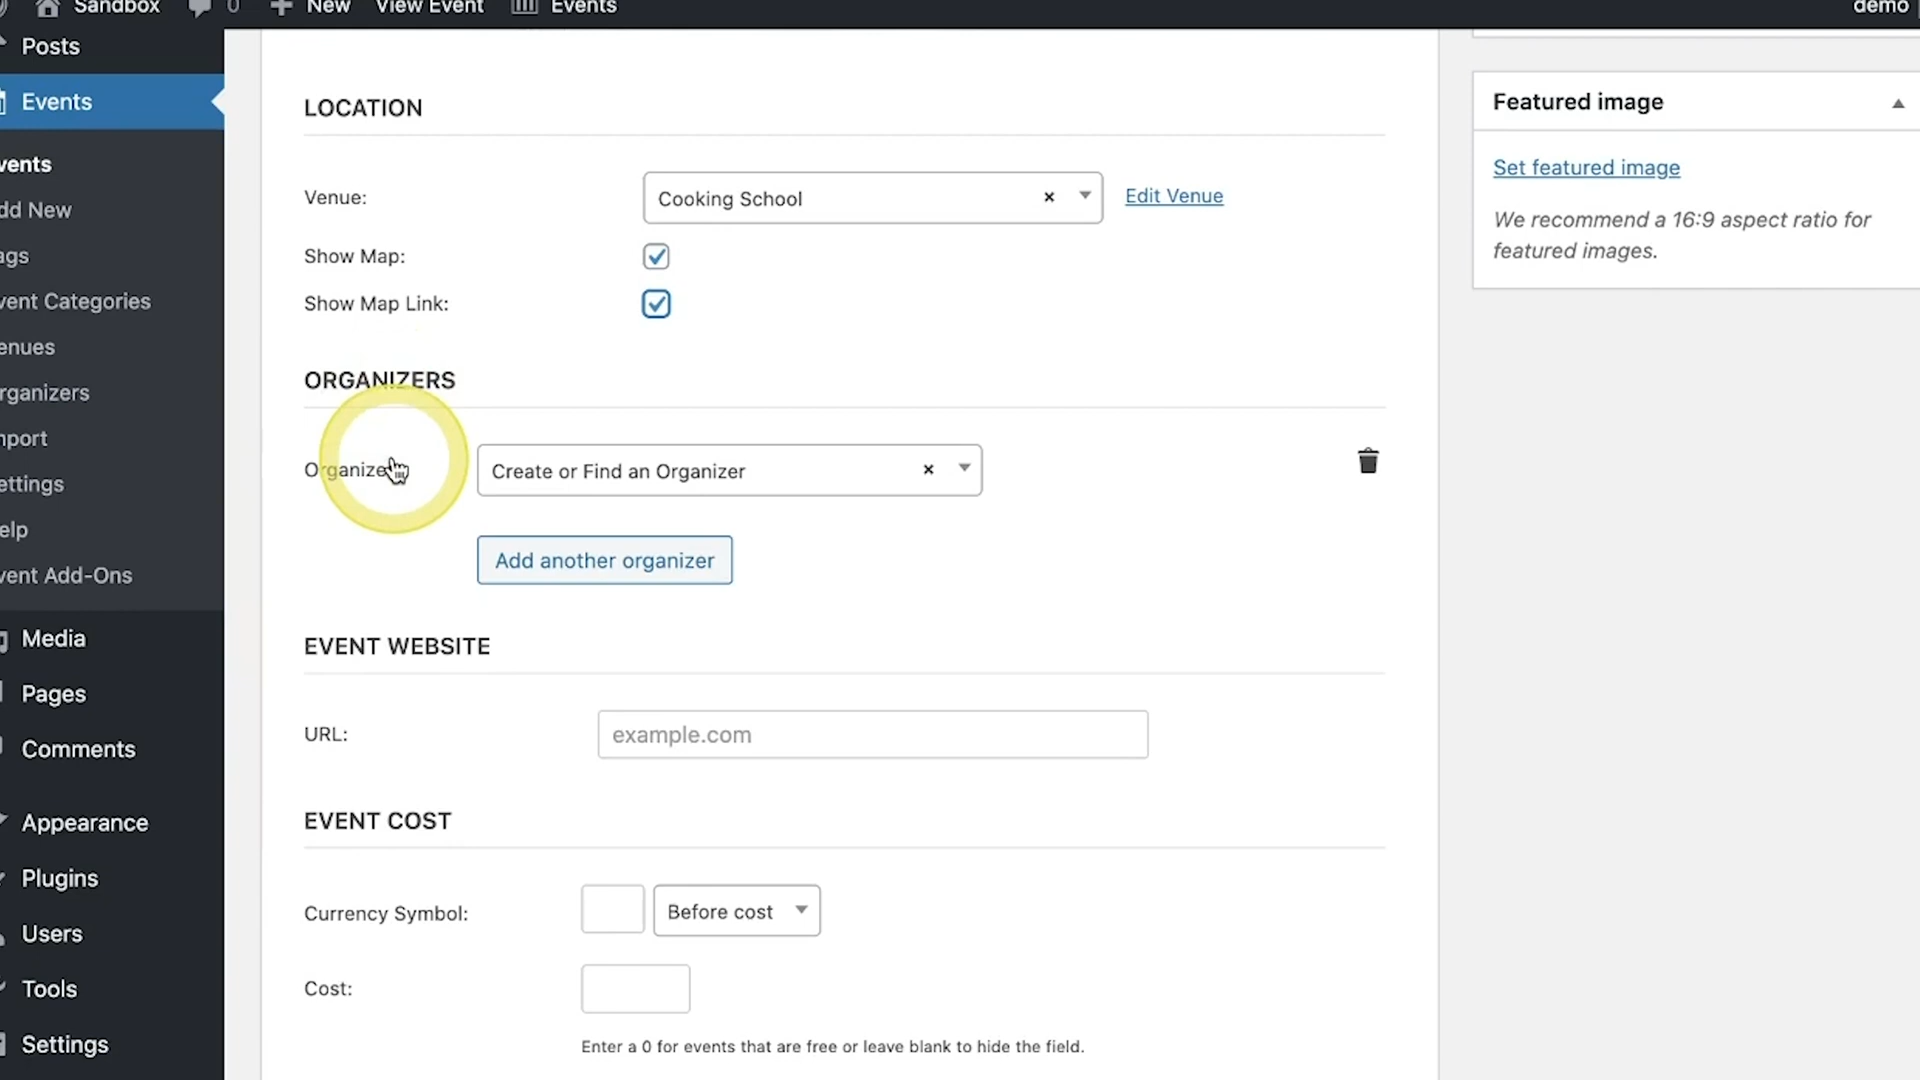 Sandbox 0 New View Event Events demo
Posts
Events
vents
dd New
ags
vent Categories
enues
rganizers
mport
ettings
elp
vent Add-Ons
Media
Pages
Comments
Appearance
Plugins
Users
Tools
Settings
LOCATION
Venue: Cooking School × Edit Venue
Show Map:
Show Map Link:
ORGANIZERS
Organizer Create or Find an Organizer ×
Add another organizer
EVENT WEBSITE
URL: example.com
EVENT COST
Currency Symbol: Before cost
Cost:
Enter a 0 for events that are free or leave blank to hide the field.
Featured image
Set featured image
We recommend a 16:9 aspect ratio for
featured images.